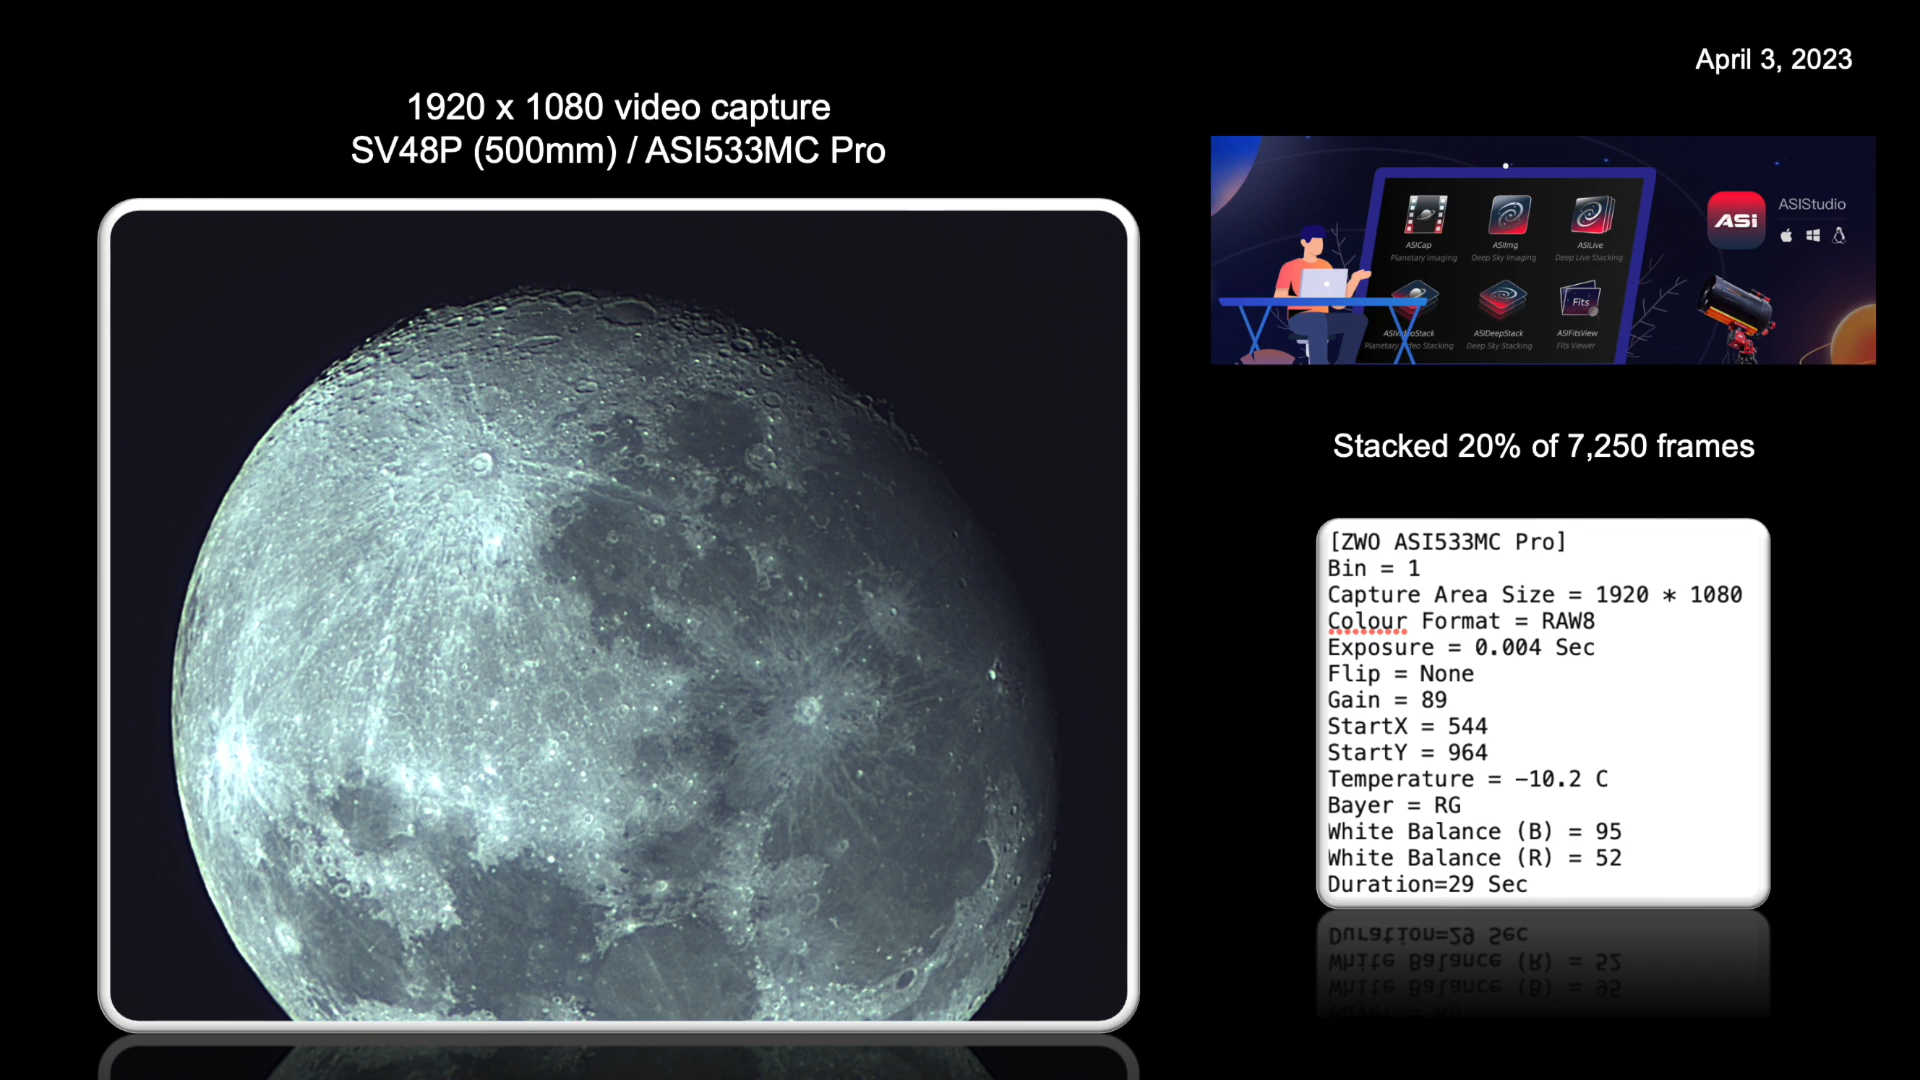 April 3, 2023
1920 x 1080 video capture
SV48P (500mm) / ASI533MC Pro
ASICap
Planetary Imaging
ASIImg
Deep Sky Imaging
ASILive
Deep Live Stacking
ASIVideoStack
Planetary Video Stacking
ASIDeepStack
Deep Sky Stacking
Fits
ASIFitsView
Fits Viewer
ASi
ASIStudio
Stacked 20% of 7,250 frames
[ZWO ASI533MC Pro]
Bin = 1
Capture Area Size = 1920 * 1080
Colour Format = RAW8
Exposure = 0.004 Sec
Flip = None
Gain = 89
StartX = 544
StartY = 964
Temperature = -10.2 C
Bayer = RG
White Balance (B) = 95
White Balance (R) = 52
Duration=29 Sec